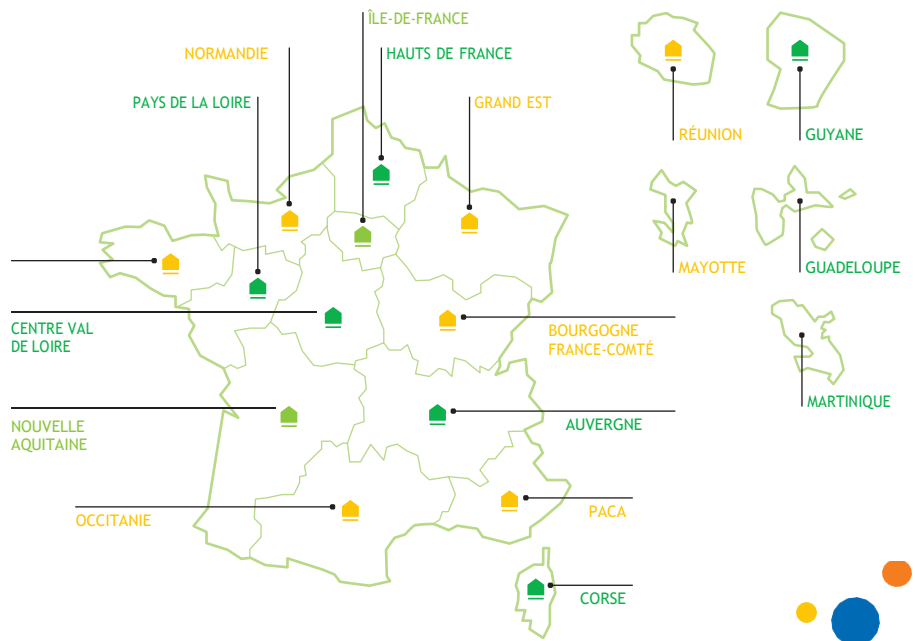 ÎLE-DE-FRANCE
NORMANDIE
HAUTS DE FRANCE
PAYS DE LA LOIRE
GRAND EST
RÉUNION
GUYANE
MAYOTTE
GUADELOUPE
CENTRE VAL
DE LOIRE
BOURGOGNE
FRANCE-COMTÉ
MARTINIQUE
NOUVELLE
AQUITAINE
AUVERGNE
OCCITANIE
PACA
CORSE